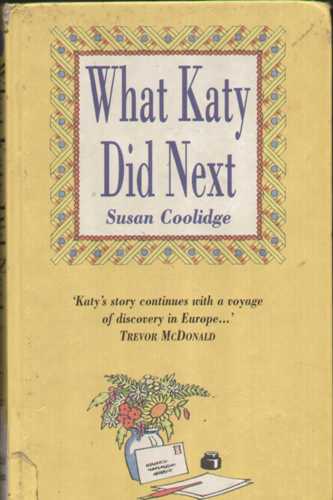 What Katy
Did Next
Susan Coolidge
'Katy's story continues with a voyage
of discovery in Europe...'
TREVOR MCDONALD